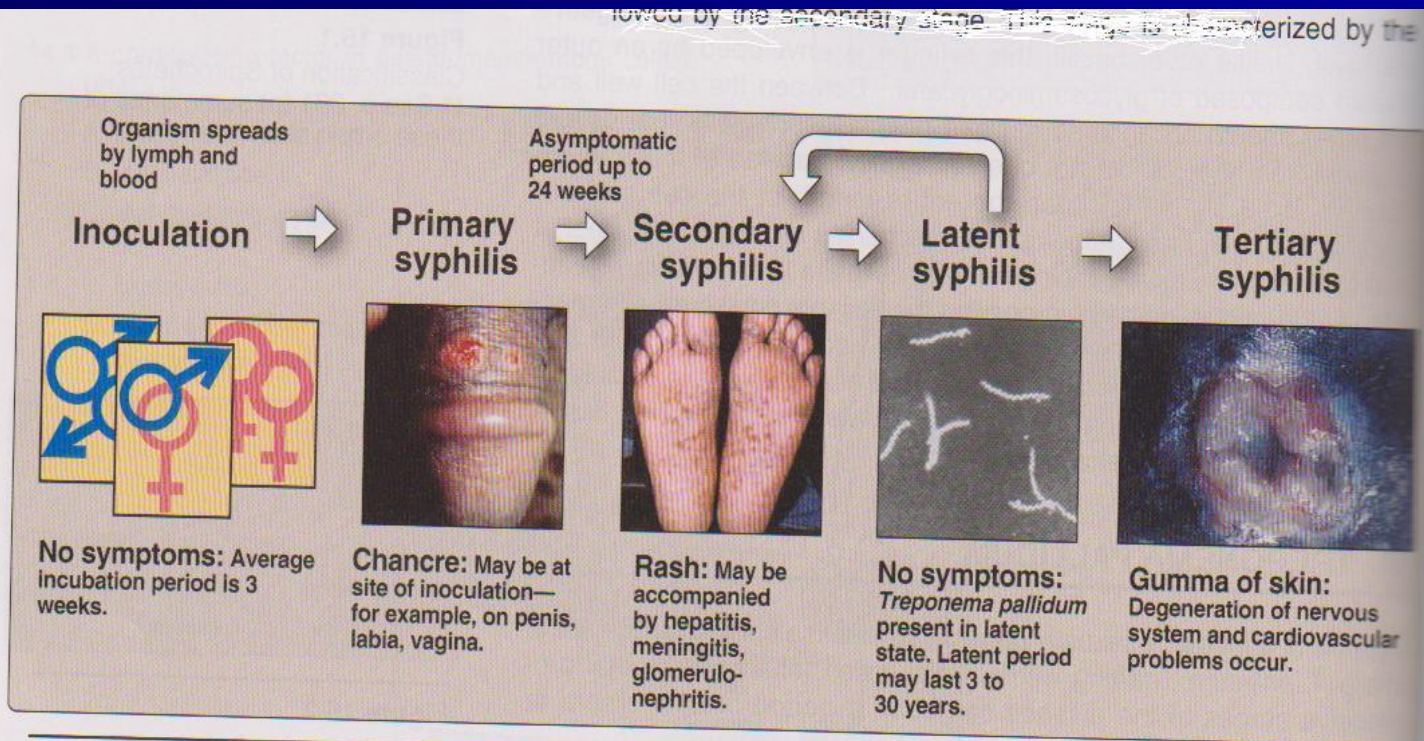 lowed by the secondary stage. This stage is characterized by the
Organism spreads
by lymph and
blood
Asymptomatic
period up to
24 weeks
Inoculation
Primary
syphilis
Secondary
syphilis
Latent
syphilis
Tertiary
syphilis
No symptoms: Average
incubation period is 3
weeks.
Chancre: May be at
site of inoculation—
for example, on penis,
labia, vagina.
Rash: May be
accompanied
by hepatitis,
meningitis,
glomerulo-
nephritis.
No symptoms:
Treponema pallidum
present in latent
state. Latent period
may last 3 to
30 years.
Gumma of skin:
Degeneration of nervous
system and cardiovascular
problems occur.